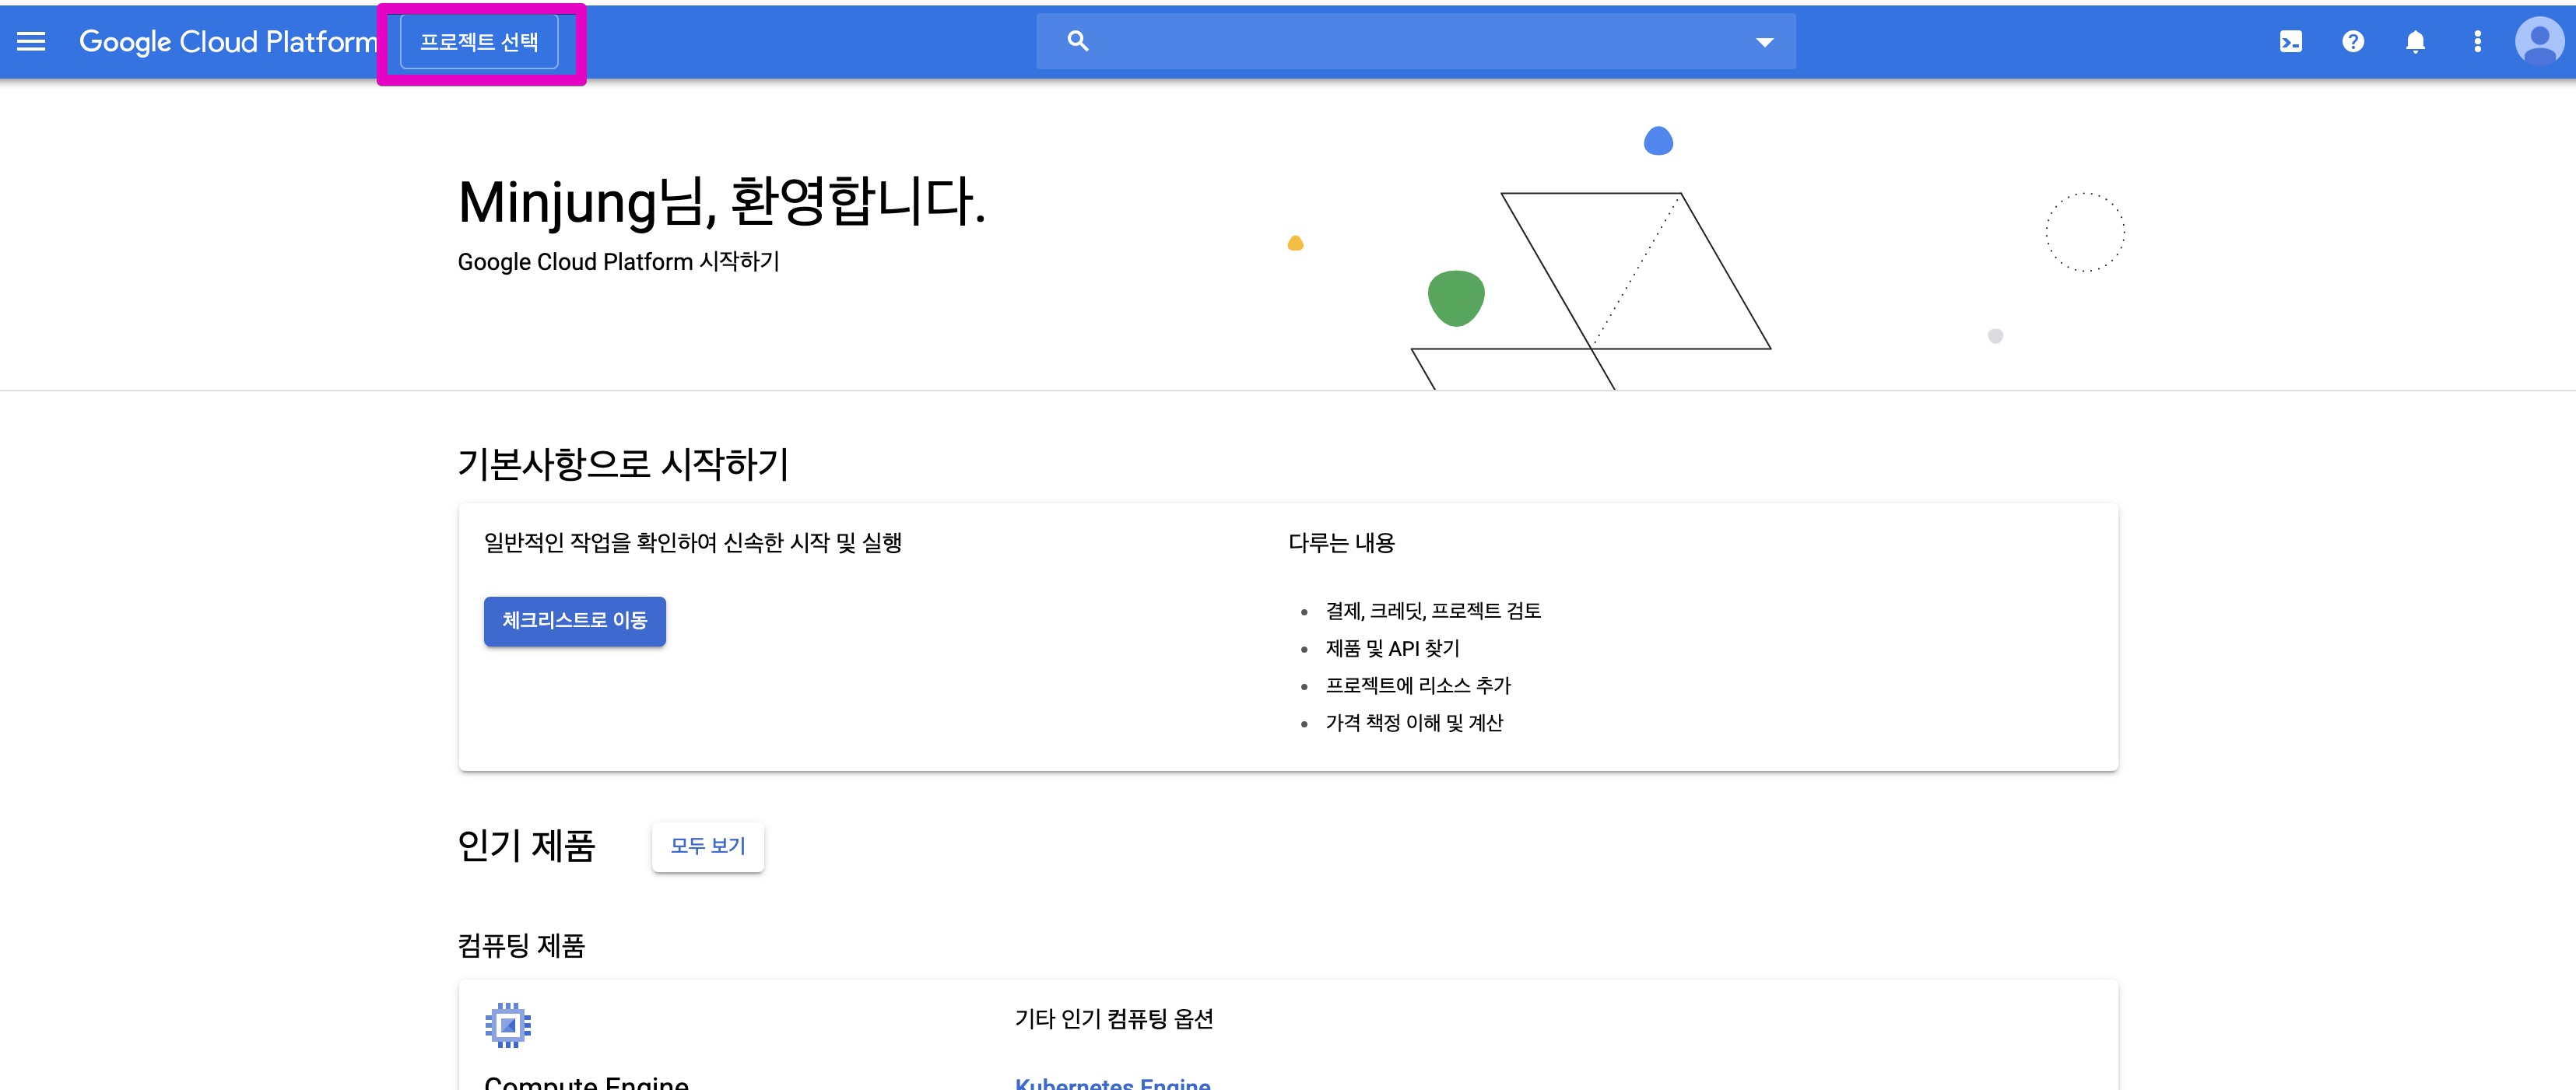 Google Cloud Platform 프로젝트 선택
Minjung님, 환영합니다.
Google Cloud Platform 시작하기
기본사항으로 시작하기
일반적인 작업을 확인하여 신속한 시작 및 실행
체크리스트로 이동
다루는 내용
결제, 크레딧, 프로젝트 검토
제품 및 API 찾기
프로젝트에 리소스 추가
가격 책정 이해 및 계산
인기 제품 모두 보기
컴퓨팅 제품
Compute Engine
기타 인기 컴퓨팅 옵션
Kubernetes Engine